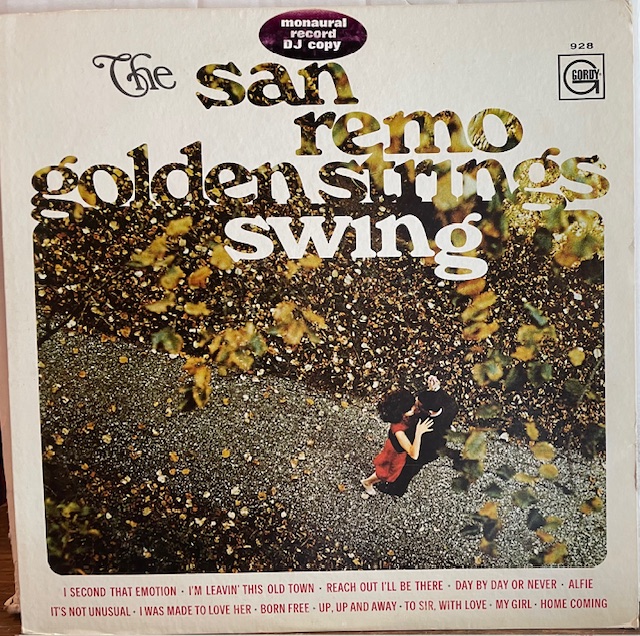 monaural
record
DJ copy
928
GORDY
The san
remo
golden strings
swing
I SECOND THAT EMOTION · I'M LEAVIN' THIS OLD TOWN · REACH OUT I'LL BE THERE · DAY BY DAY OR NEVER · ALFIE
IT'S NOT UNUSUAL · I WAS MADE TO LOVE HER · BORN FREE · UP, UP AND AWAY · TO SIR, WITH LOVE · MY GIRL · HOME COMING